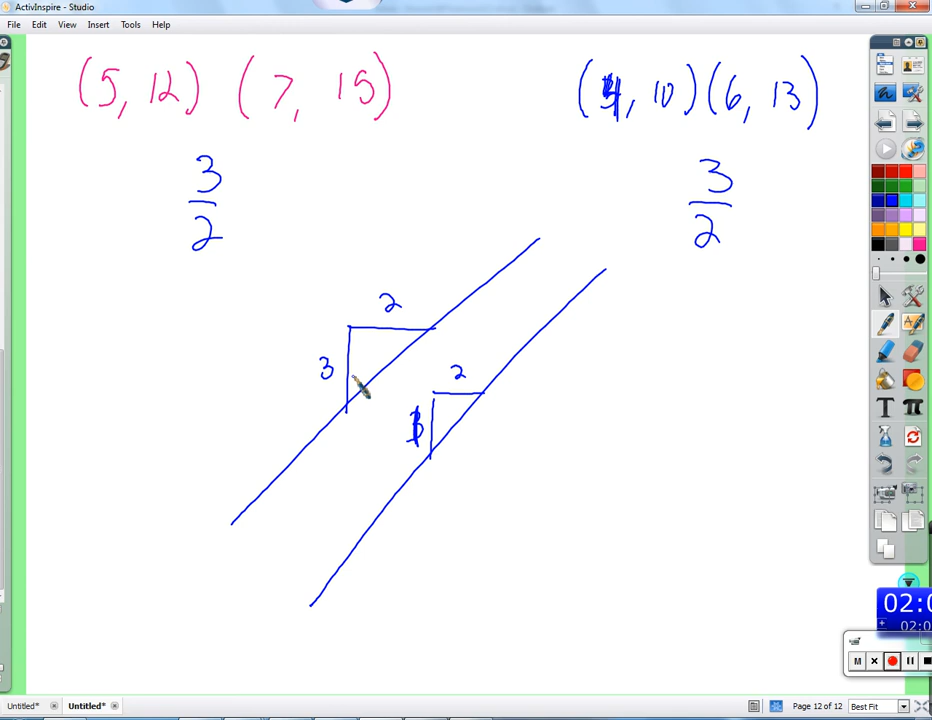 ActivInspire - Studio
File Edit View Insert Tools Help
(5, 12) (7, 15)
(4, 10) (6, 13)
3
2
3
2
2
3
2
02:0
02:0
M
Untitled* Untitled*
Page 12 of 12 Best Fit